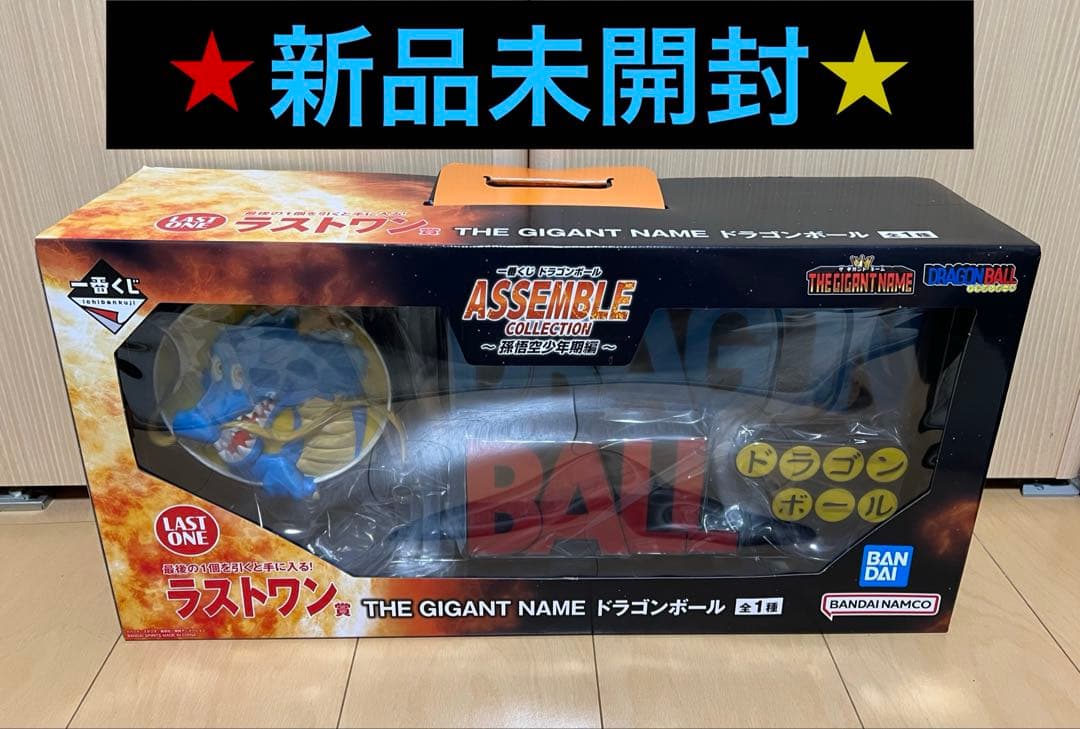 ★新品未開封★
LAST ONE
最後の1個を引くと手に入る!
ラストワン賞 THE GIGANT NAME ドラゴンボール 全1種
一番くじ
ichibankuji
一番くじ ドラゴンボール
ASSEMBLE
COLLECTION
～ 孫悟空少年期編 ～
THE GIGANT NAME
DRAGON BALL
DRAGON
BALL
ドラゴン
ボール
LAST
ONE
最後の1個を引くと手に入る!
ラストワン賞 THE GIGANT NAME ドラゴンボール 全1種
BAN
DAI
BANDAI NAMCO